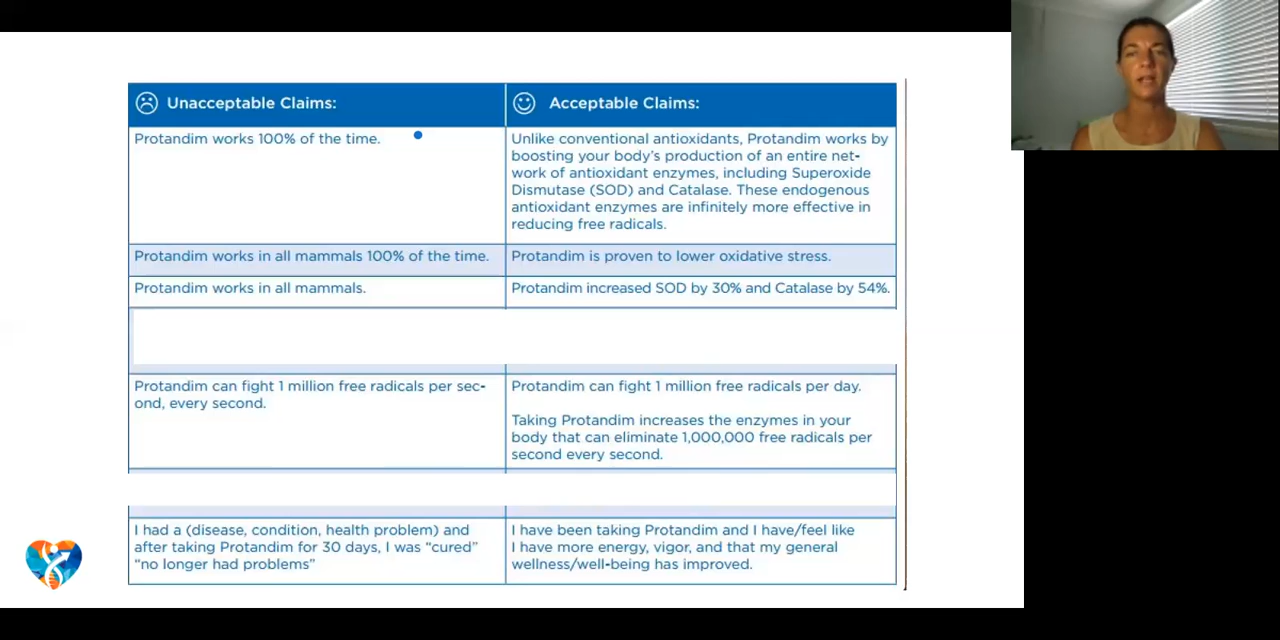 Unacceptable Claims:
Acceptable Claims:
Protandim works 100% of the time.
Unlike conventional antioxidants, Protandim works by
boosting your body's production of an entire net-
work of antioxidant enzymes, including Superoxide
Dismutase (SOD) and Catalase. These endogenous
antioxidant enzymes are infinitely more effective in
reducing free radicals.
Protandim works in all mammals 100% of the time.
Protandim is proven to lower oxidative stress.
Protandim works in all mammals.
Protandim increased SOD by 30% and Catalase by 54%.
Protandim can fight 1 million free radicals per sec-
ond, every second.
Protandim can fight 1 million free radicals per day.
Taking Protandim increases the enzymes in your
body that can eliminate 1,000,000 free radicals per
second every second.
I had a (disease, condition, health problem) and
after taking Protandim for 30 days, I was “cured”
“no longer had problems”
I have been taking Protandim and I have/feel like
I have more energy, vigor, and that my general
wellness/well-being has improved.